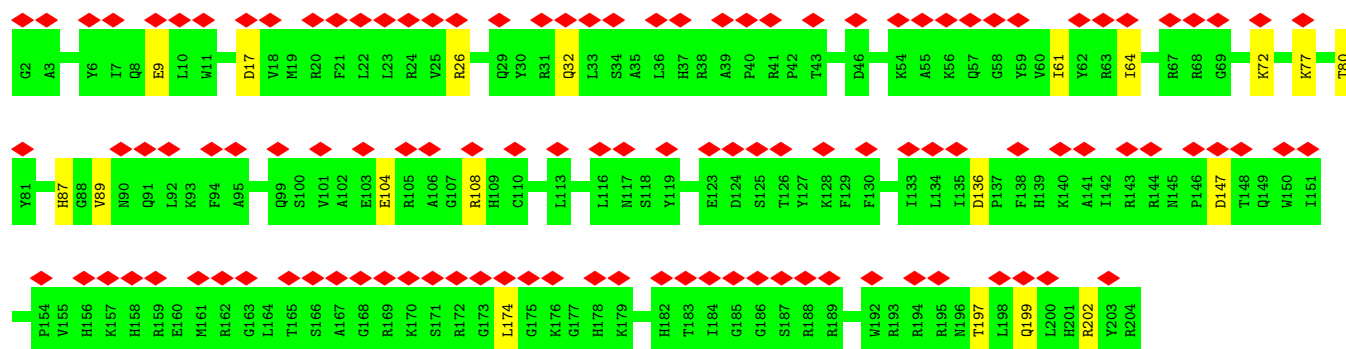 G2 A3 Y6 I7 Q8 E9 L10 W11 D17 V18 M19 R20 F21 L22 L23 R24 V25 R26 Q29 Y30 R31 Q32 L33 S34 A35 L36 H37 R38 A39 P40 R41 P42 T43 D46 K54 A55 K56 Q57 G58 Y59 V60 I61 Y62 R63 I64 R67 R68 G69 K72 K77 T80
Y81 H87 G88 V89 N90 Q91 L92 K93 F94 A95 Q99 S100 V101 A102 E103 E104 R105 A106 G107 R108 H109 C110 L113 L116 N117 S118 Y119 E123 D124 S125 T126 Y127 K128 F129 F130 I133 L134 I135 D136 P137 F138 H139 K140 A141 I142 R143 R144 N145 P146 D147 T148 Q149 W150 I151
P154 V155 H156 K157 H158 R159 E160 M161 R162 G163 L164 T165 S166 A167 G168 R169 K170 S171 R172 G173 L174 G175 K176 G177 H178 K179 H182 T183 I184 G185 G186 S187 R188 R189 W192 R193 R194 R195 N196 T197 L198 Q199 L200 H201 R202 Y203 R204